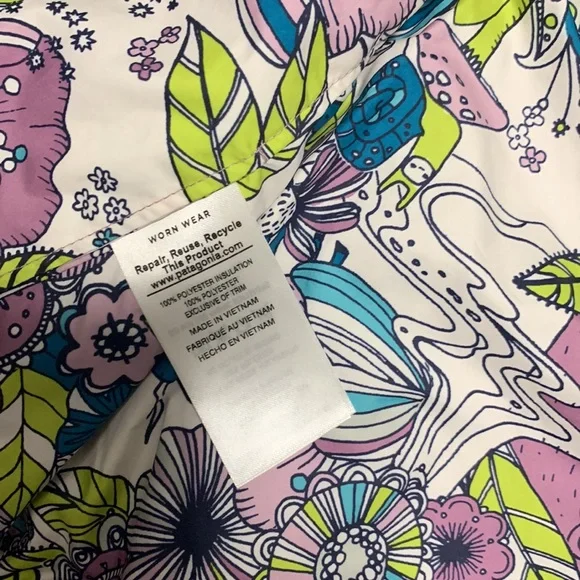 WORN WEAR
Repair, Reuse, Recycle
This Product
www.patagonia.com
100% POLYESTER INSULATION
100% POLYESTER
EXCLUSIVE OF TRIM
MADE IN VIETNAM
FABRIQUÉ AU VIETNAM
HECHO EN VIETNAM